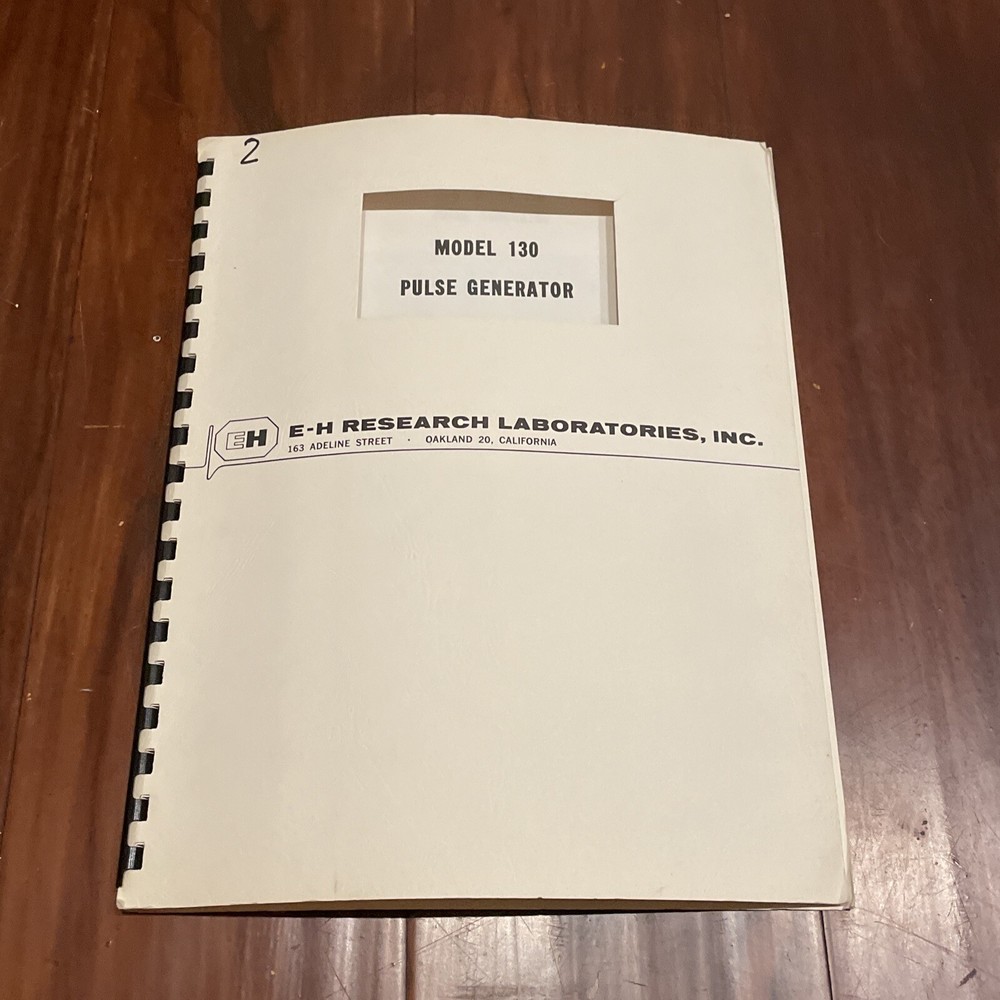 2
MODEL 130
PULSE GENERATOR
EH
E-H RESEARCH LABORATORIES, INC.
163 ADELINE STREET · OAKLAND 20, CALIFORNIA